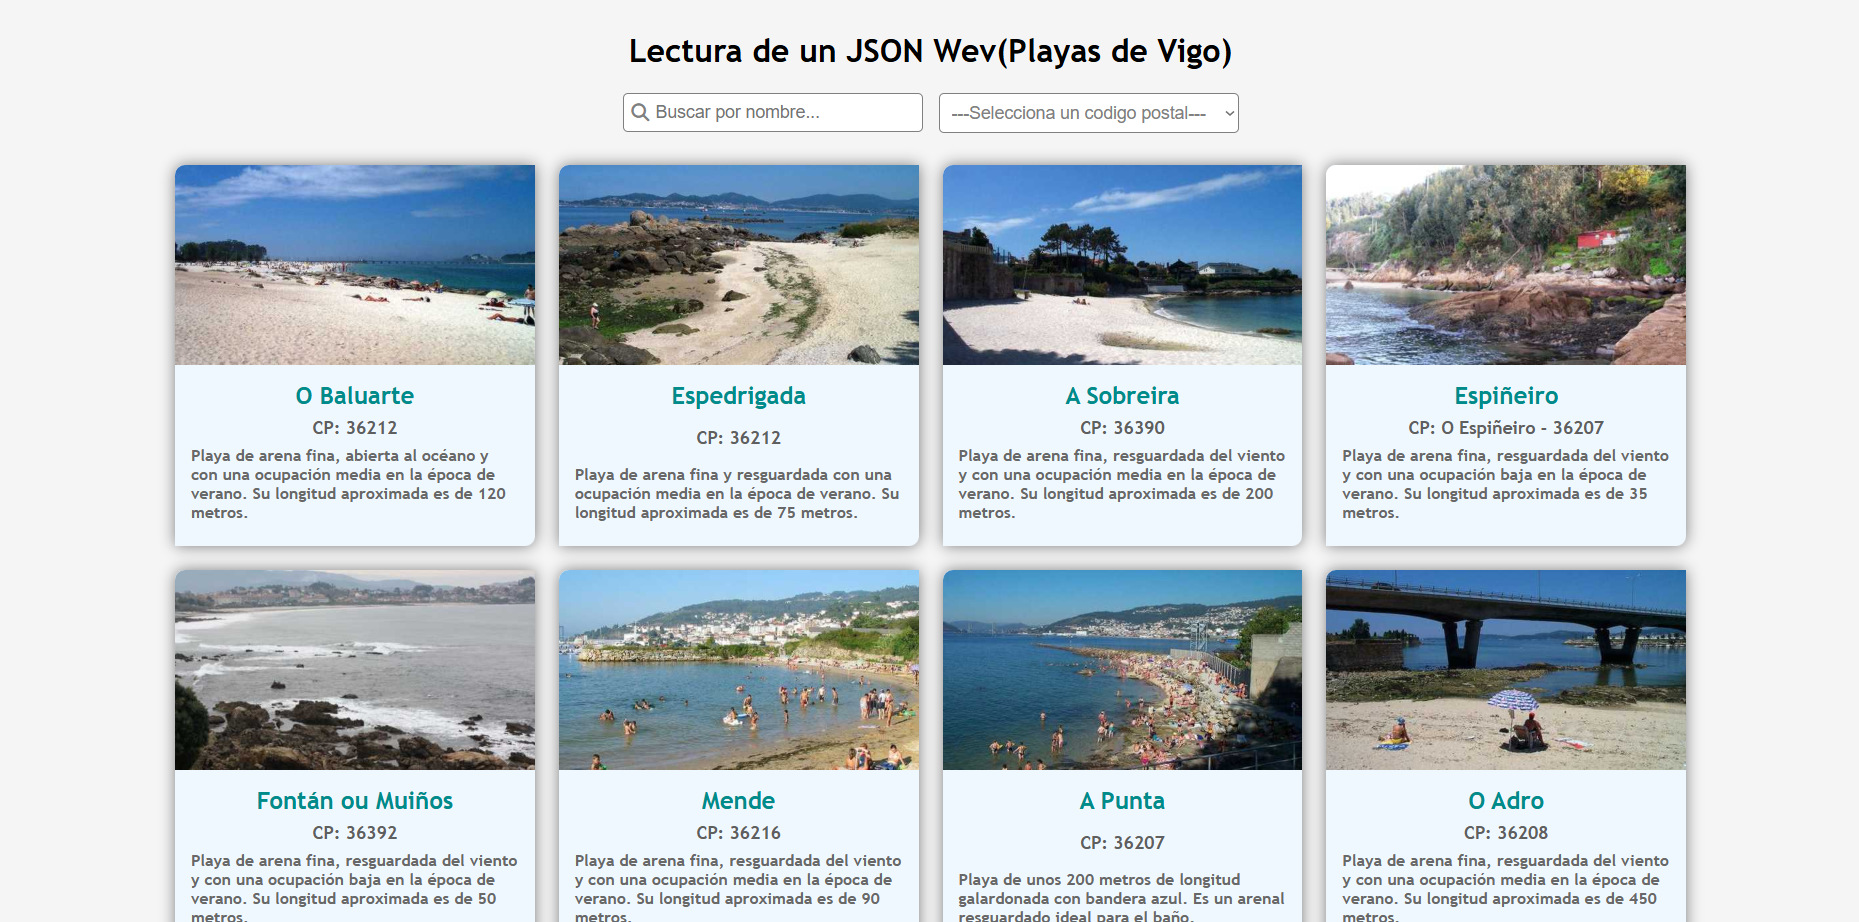 Lectura de un JSON Wev(Playas de Vigo)
Buscar por nombre...
---Selecciona un codigo postal---
O Baluarte
CP: 36212
Playa de arena fina, abierta al océano y
con una ocupación media en la época de
verano. Su longitud aproximada es de 120
metros.
Espedrigada
CP: 36212
Playa de arena fina y resguardada con una
ocupación media en la época de verano. Su
longitud aproximada es de 75 metros.
A Sobreira
CP: 36390
Playa de arena fina, resguardada del viento
y con una ocupación media en la época de
verano. Su longitud aproximada es de 200
metros.
Espiñeiro
CP: O Espiñeiro - 36207
Playa de arena fina, resguardada del viento
y con una ocupación baja en la época de
verano. Su longitud aproximada es de 35
metros.
Fontán ou Muiños
CP: 36392
Playa de arena fina, resguardada del viento
y con una ocupación baja en la época de
verano. Su longitud aproximada es de 50
metros.
Mende
CP: 36216
Playa de arena fina, resguardada del viento
y con una ocupación media en la época de
verano. Su longitud aproximada es de 90
metros.
A Punta
CP: 36207
Playa de unos 200 metros de longitud
galardonada con bandera azul. Es un arenal
resguardado ideal para el baño.
O Adro
CP: 36208
Playa de arena fina, resguardada del viento
y con una ocupación media en la época de
verano. Su longitud aproximada es de 450
metros.